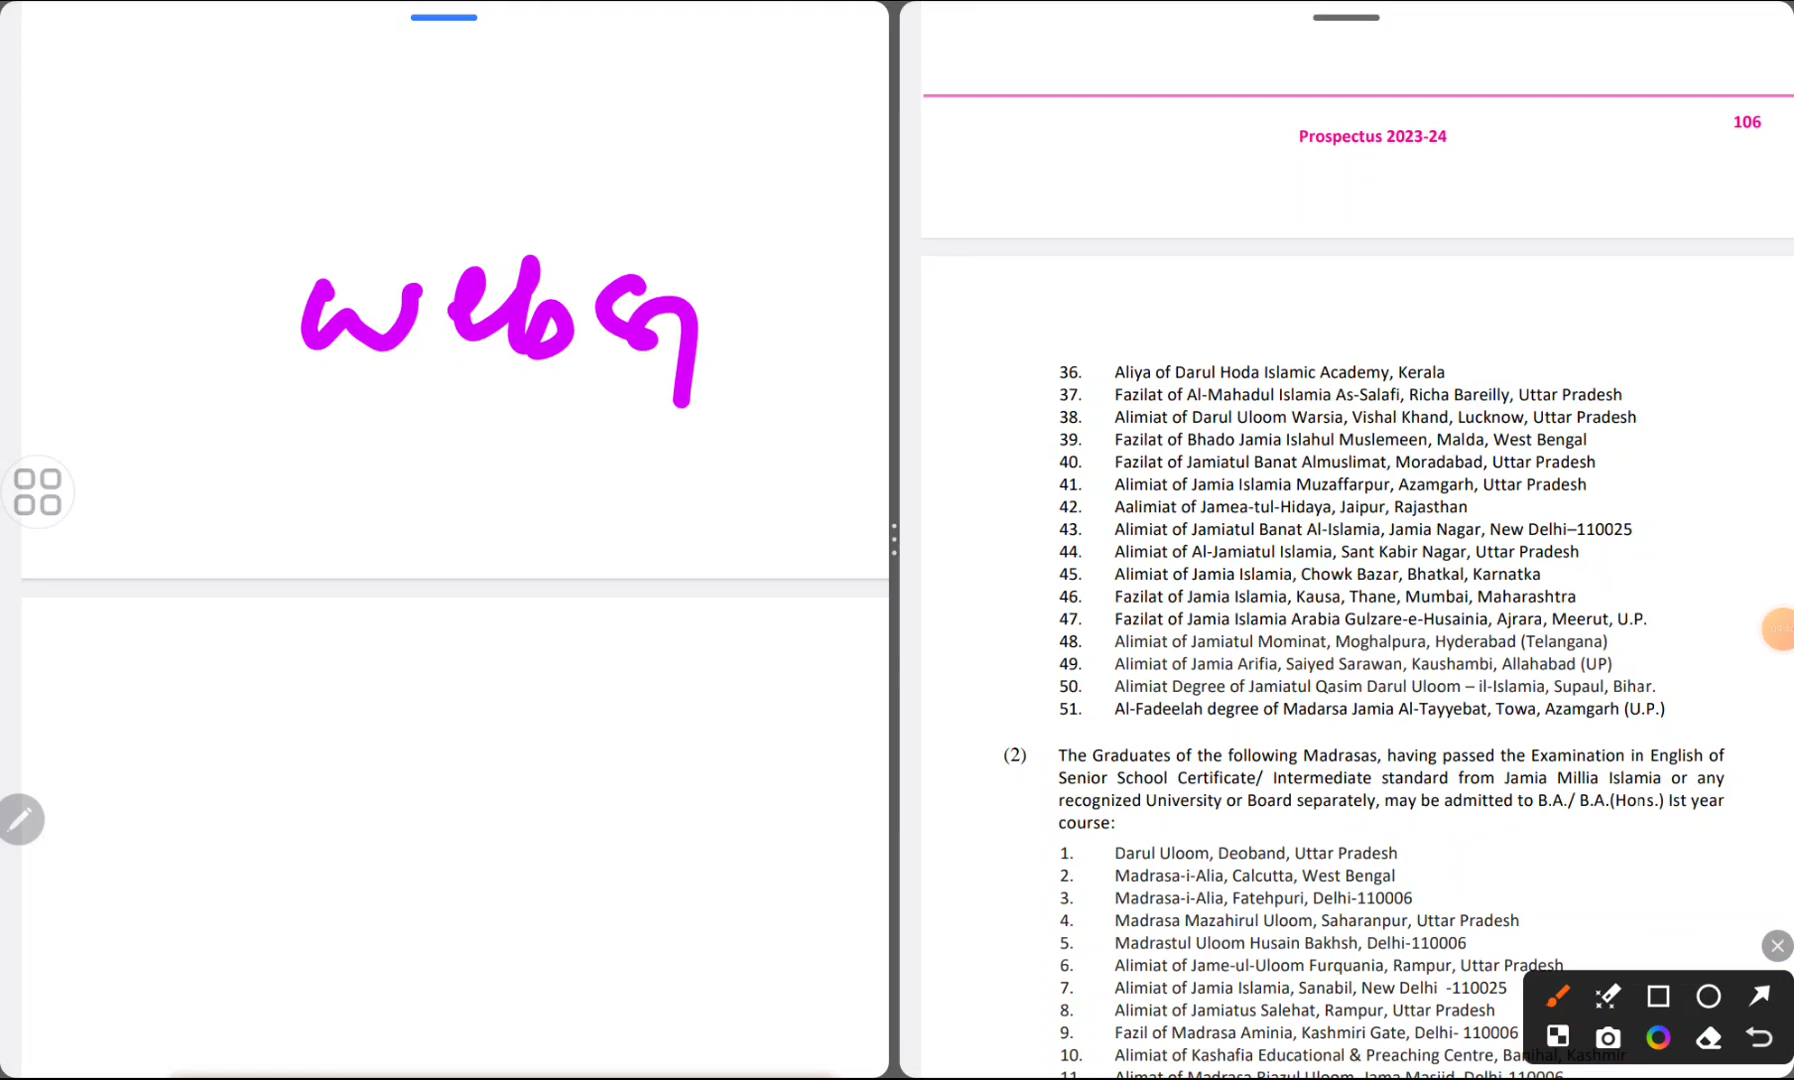 106
Prospectus 2023-24
36. Aliya of Darul Hoda Islamic Academy, Kerala
37. Fazilat of Al-Mahadul Islamia As-Salafi, Richa Bareilly, Uttar Pradesh
38. Alimiat of Darul Uloom Warsia, Vishal Khand, Lucknow, Uttar Pradesh
39. Fazilat of Bhado Jamia Islahul Muslemeen, Malda, West Bengal
40. Fazilat of Jamiatul Banat Almuslimat, Moradabad, Uttar Pradesh
41. Alimiat of Jamia Islamia Muzaffarpur, Azamgarh, Uttar Pradesh
42. Aalimiat of Jamea-tul-Hidaya, Jaipur, Rajasthan
43. Alimiat of Jamiatul Banat Al-Islamia, Jamia Nagar, New Delhi–110025
44. Alimiat of Al-Jamiatul Islamia, Sant Kabir Nagar, Uttar Pradesh
45. Alimiat of Jamia Islamia, Chowk Bazar, Bhatkal, Karnatka
46. Fazilat of Jamia Islamia, Kausa, Thane, Mumbai, Maharashtra
47. Fazilat of Jamia Islamia Arabia Gulzare-e-Husainia, Ajrara, Meerut, U.P.
48. Alimiat of Jamiatul Mominat, Moghalpura, Hyderabad (Telangana)
49. Alimiat of Jamia Arifia, Saiyed Sarawan, Kaushambi, Allahabad (UP)
50. Alimiat Degree of Jamiatul Qasim Darul Uloom – il-Islamia, Supaul, Bihar.
51. Al-Fadeelah degree of Madarsa Jamia Al-Tayyebat, Towa, Azamgarh (U.P.)
(2) The Graduates of the following Madrasas, having passed the Examination in English of
Senior School Certificate/ Intermediate standard from Jamia Millia Islamia or any
recognized University or Board separately, may be admitted to B.A./ B.A.(Hons.) Ist year
course:
1. Darul Uloom, Deoband, Uttar Pradesh
2. Madrasa-i-Alia, Calcutta, West Bengal
3. Madrasa-i-Alia, Fatehpuri, Delhi-110006
4. Madrasa Mazahirul Uloom, Saharanpur, Uttar Pradesh
5. Madrastul Uloom Husain Bakhsh, Delhi-110006
6. Alimiat of Jame-ul-Uloom Furquania, Rampur, Uttar Pradesh
7. Alimiat of Jamia Islamia, Sanabil, New Delhi -110025
8. Alimiat of Jamiatus Salehat, Rampur, Uttar Pradesh
9. Fazil of Madrasa Aminia, Kashmiri Gate, Delhi- 110006
10. Alimiat of Kashafia Educational & Preaching Centre, Banihal, Kashmir
11. Alimat of Madrasa Riazul Uloom, Jama Masjid, Delhi-110006